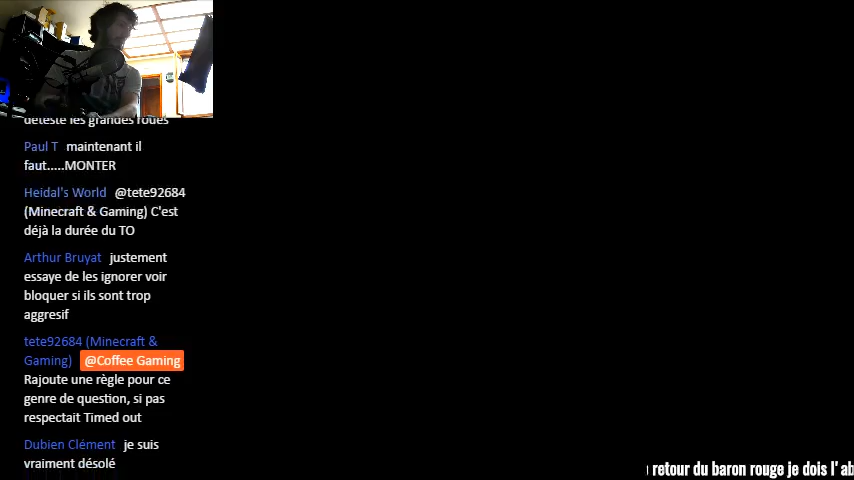 déteste les grandes roues
Paul T maintenant il
faut.....MONTER
Heidal's World @tete92684
(Minecraft & Gaming) C'est
déjà la durée du TO
Arthur Bruyat justement
essaye de les ignorer voir
bloquer si ils sont trop
aggresif
tete92684 (Minecraft &
Gaming) @Coffee Gaming
Rajoute une règle pour ce
genre de question, si pas
respectait Timed out
Dubien Clément je suis
vraiment désolé
retour du baron rouge je dois l'ab